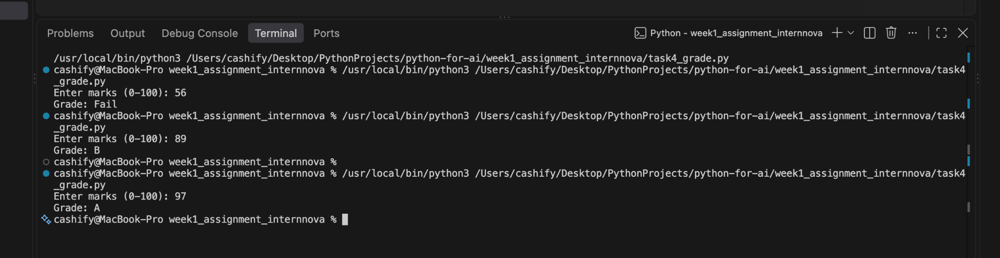 Problems Output Debug Console Terminal Ports Python - week1_assignment_internnova
/usr/local/bin/python3 /Users/cashify/Desktop/PythonProjects/python-for-ai/week1_assignment_internnova/task4_grade.py
cashify@MacBook-Pro week1_assignment_internnova % /usr/local/bin/python3 /Users/cashify/Desktop/PythonProjects/python-for-ai/week1_assignment_internnova/task4
_grade.py
Enter marks (0-100): 56
Grade: Fail
cashify@MacBook-Pro week1_assignment_internnova % /usr/local/bin/python3 /Users/cashify/Desktop/PythonProjects/python-for-ai/week1_assignment_internnova/task4
_grade.py
Enter marks (0-100): 89
Grade: B
cashify@MacBook-Pro week1_assignment_internnova %
cashify@MacBook-Pro week1_assignment_internnova % /usr/local/bin/python3 /Users/cashify/Desktop/PythonProjects/python-for-ai/week1_assignment_internnova/task4
_grade.py
Enter marks (0-100): 97
Grade: A
cashify@MacBook-Pro week1_assignment_internnova %